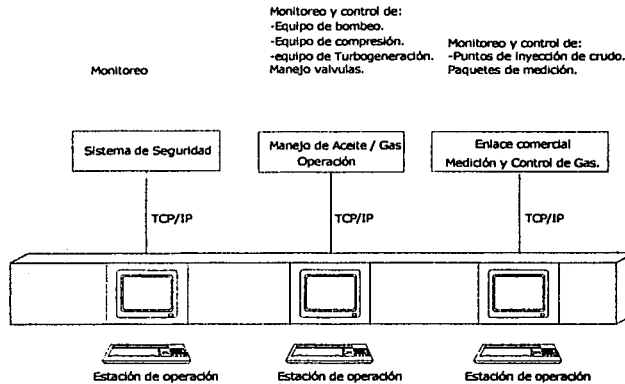 Monitoreo
Monitoreo y control de:
-Equipo de bombeo.
-Equipo de compresión.
-equipo de Turbogeneración.
Manejo valvulas.
Monitoreo y control de:
-Puntos de inyección de crudo.
Paquetes de medición.
Sistema de Seguridad
Manejo de Aceite / Gas
Operación
Enlace comercial
Medición y Control de Gas.
TCP/IP
TCP/IP
TCP/IP
Estación de operación
Estación de operación
Estación de operación